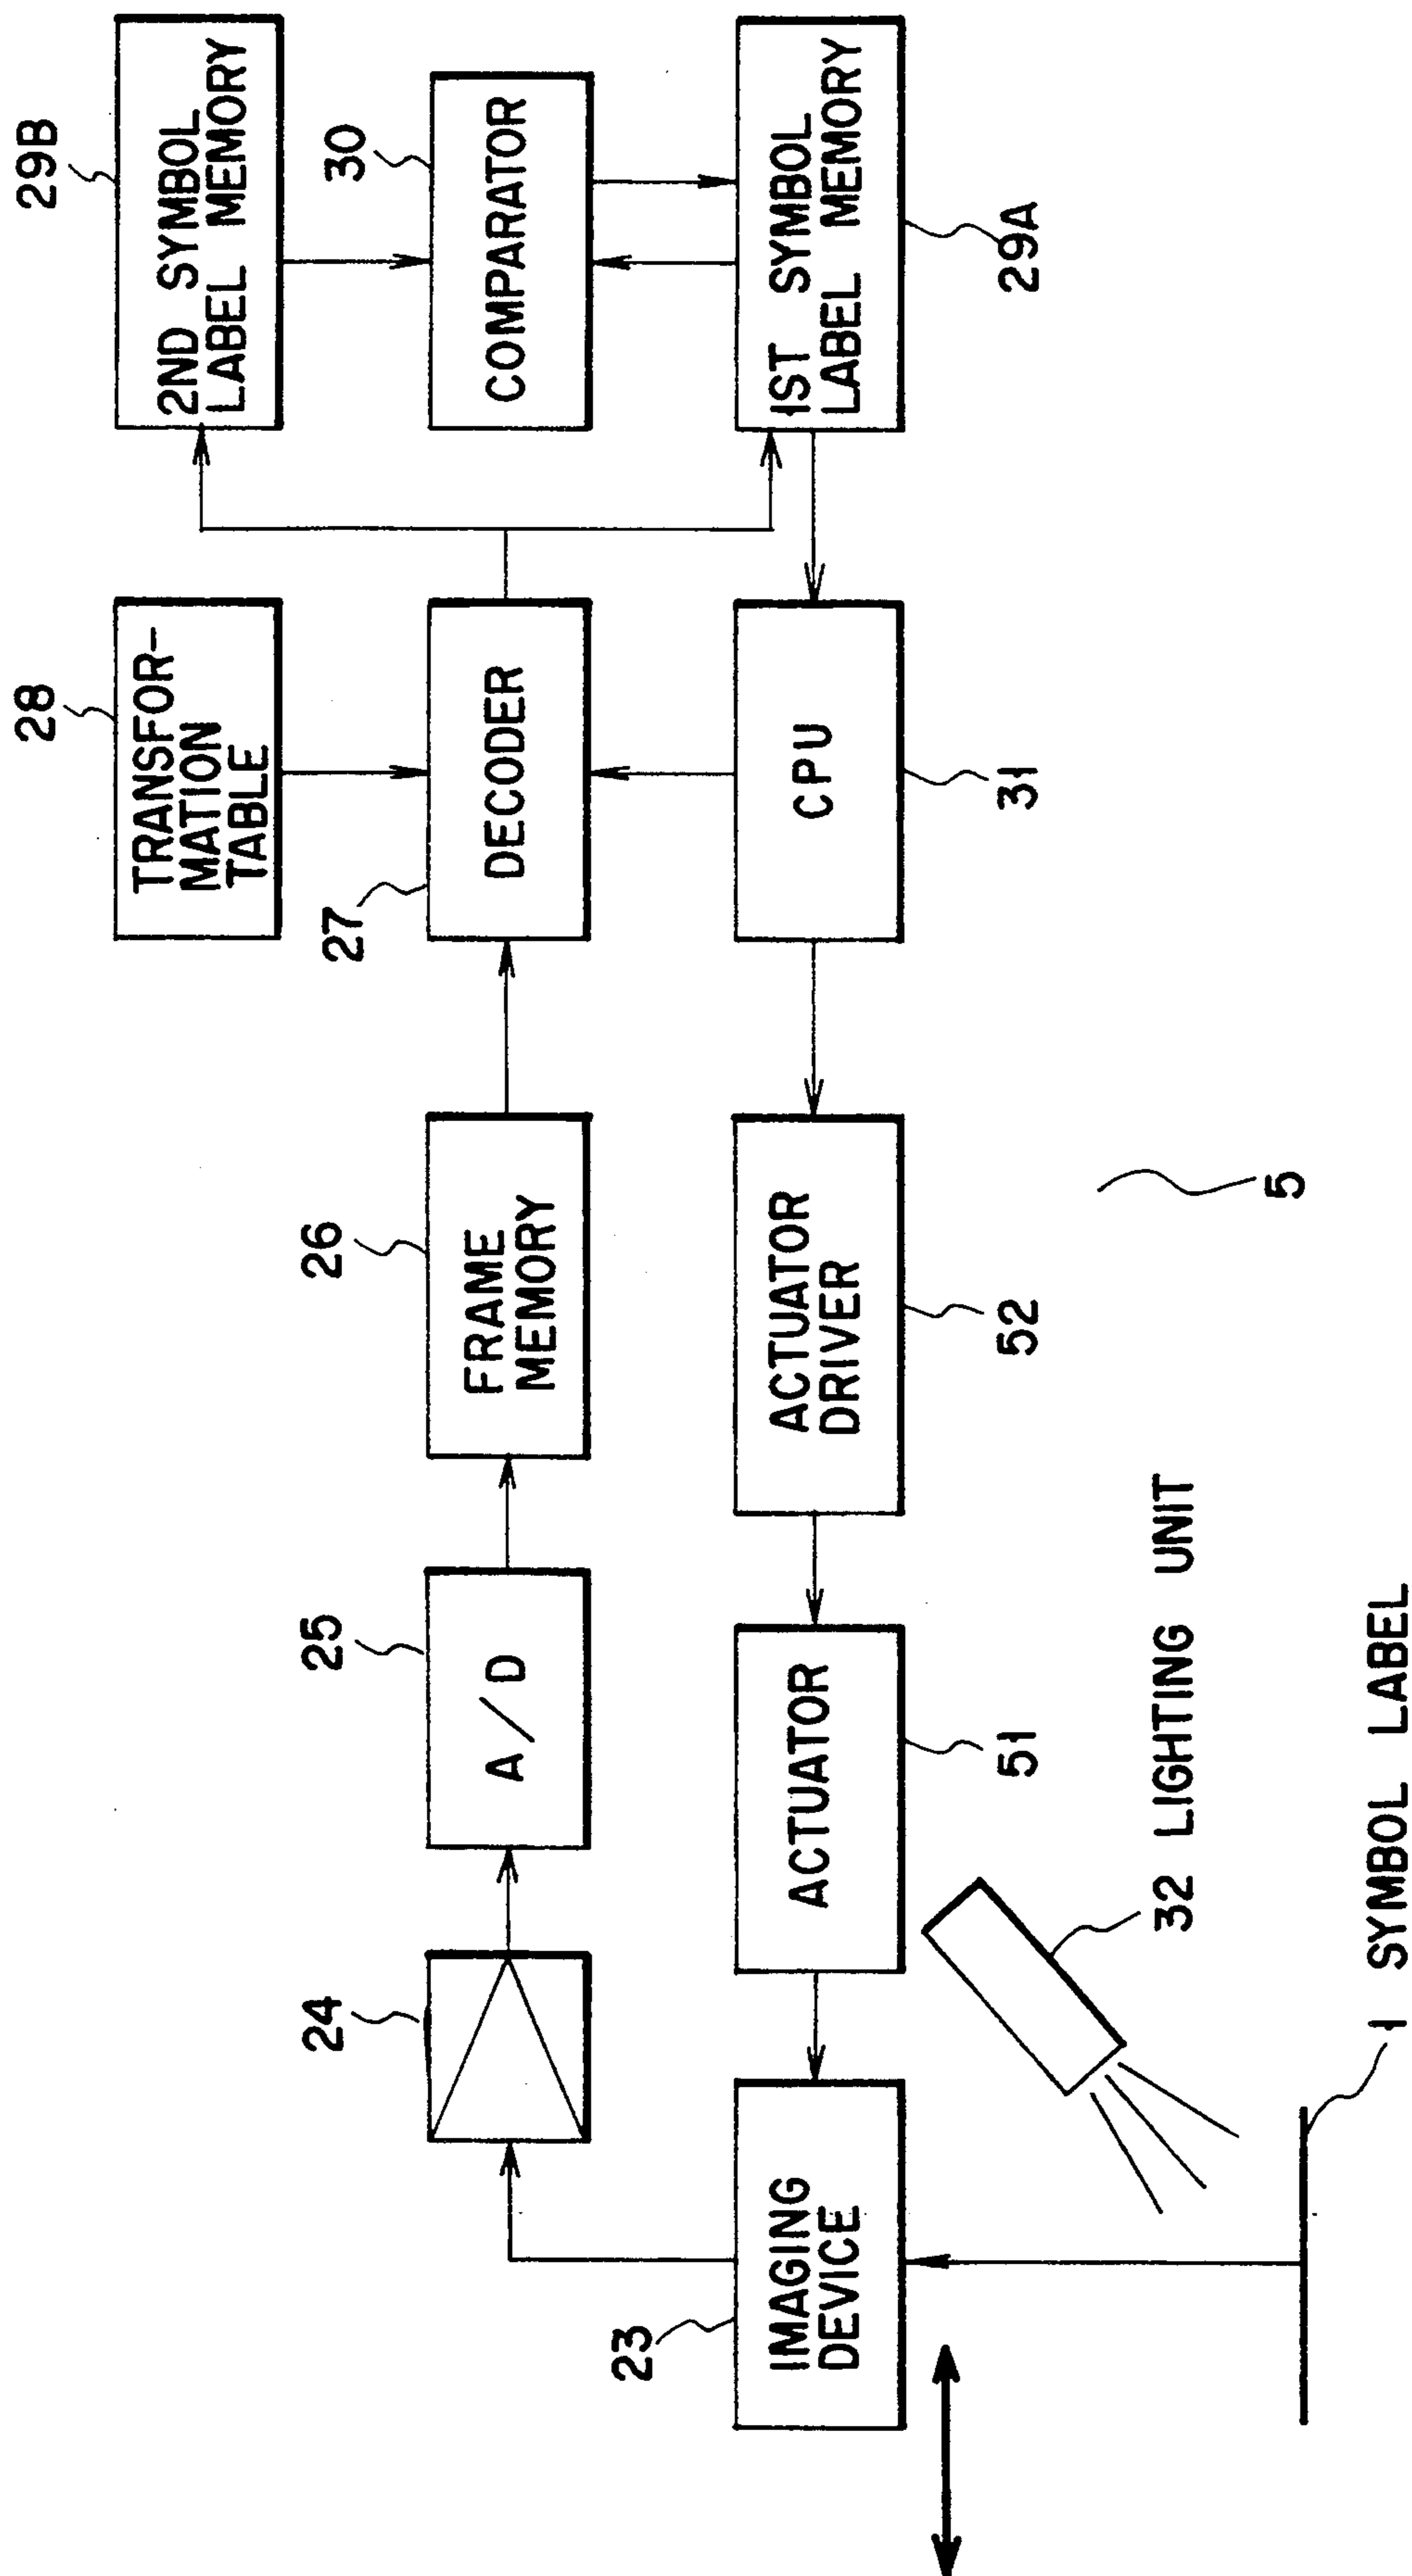 29B
2ND SYMBOL
LABEL MEMORY
30
COMPARATOR
1ST SYMBOL
LABEL MEMORY
29A
28
TRANSFOR-
MATION
TABLE
27
DECODER
CPU
31
26
FRAME
MEMORY
ACTUATOR
DRIVER
52
5
25
A/D
ACTUATOR
51
32 LIGHTING UNIT
24
23
IMAGING
DEVICE
1 SYMBOL LABEL